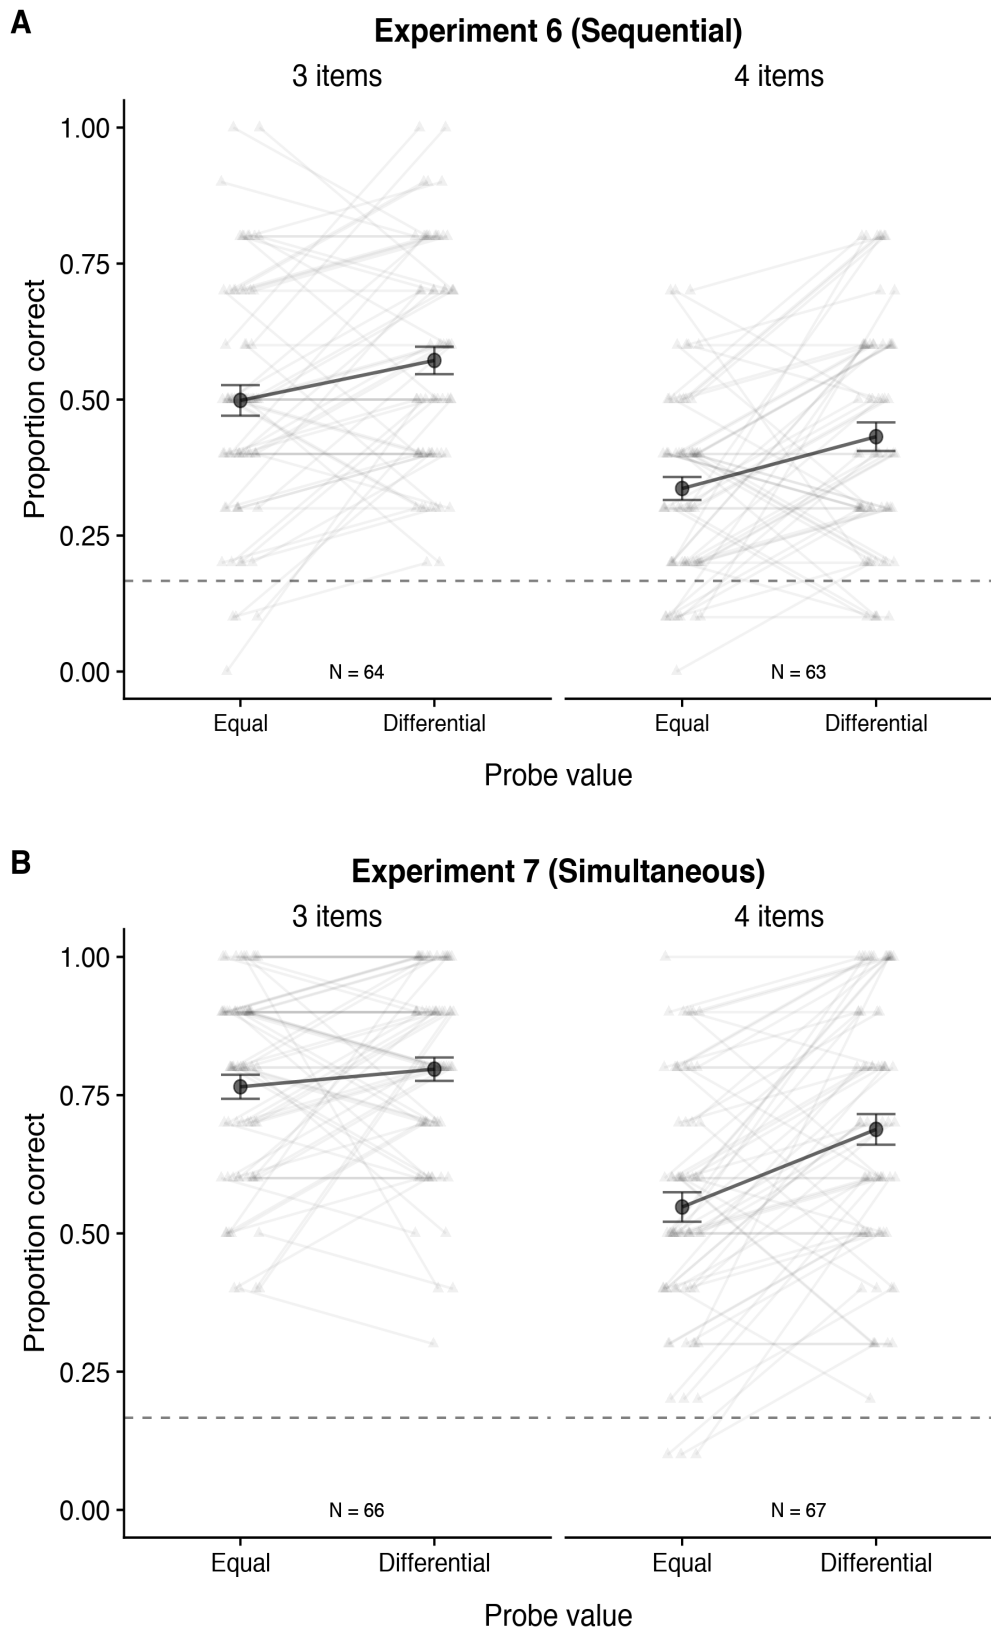 A
Experiment 6 (Sequential)
3 items
4 items
Proportion correct
1.00
0.75
0.50
0.25
0.00
N = 64
N = 63
Equal
Differential
Equal
Differential
Probe value
B
Experiment 7 (Simultaneous)
3 items
4 items
Proportion correct
1.00
0.75
0.50
0.25
0.00
N = 66
N = 67
Equal
Differential
Equal
Differential
Probe value